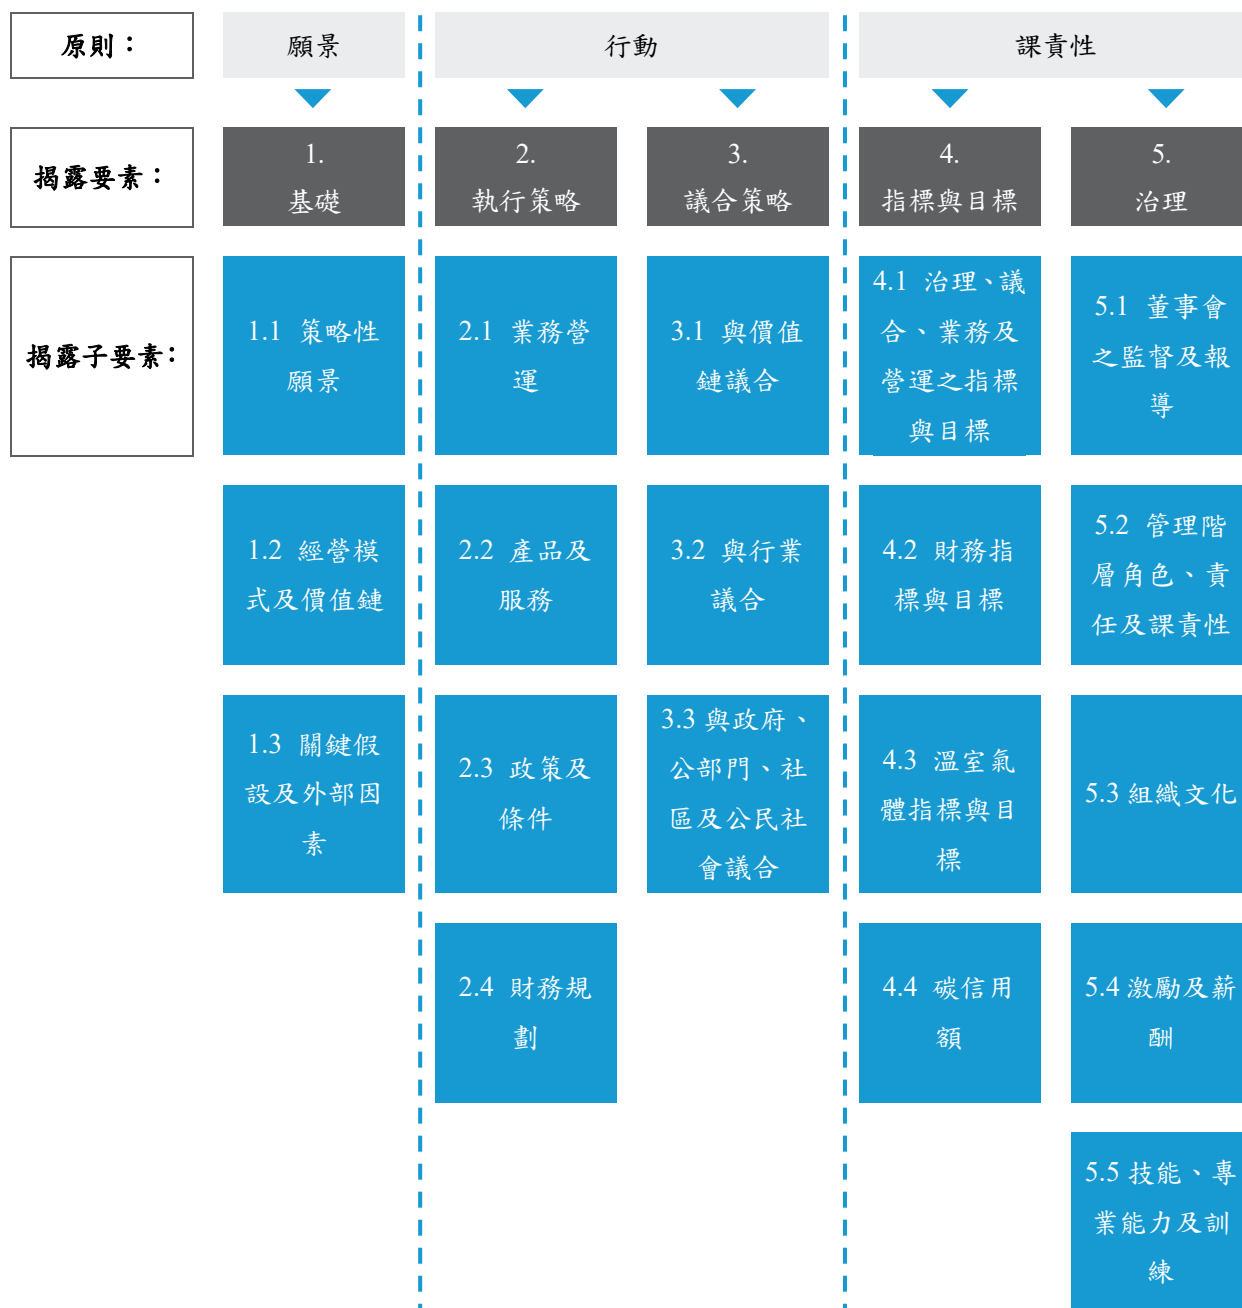 原則：
願景
行動
課責性
揭露要素：
1.
基礎
2.
執行策略
3.
議合策略
4.
指標與目標
5.
治理
揭露子要素：
1.1 策略性
願景
2.1 業務營
運
3.1 與價值
鏈議合
4.1 治理、議
合、業務及
營運之指標
與目標
5.1 董事會
之監督及報
導
1.2 經營模
式及價值鏈
2.2 產品及
服務
3.2 與行業
議合
4.2 財務指
標與目標
5.2 管理階
層角色、責
任及課責性
1.3 關鍵假
設及外部因
素
2.3 政策及
條件
3.3 與政府、
公部門、社
區及公民社
會議合
4.3 溫室氣
體指標與目
標
5.3 組織文化
2.4 財務規
劃
4.4 碳信用
額
5.4 激勵及薪
酬
5.5 技能、專
業能力及訓
練